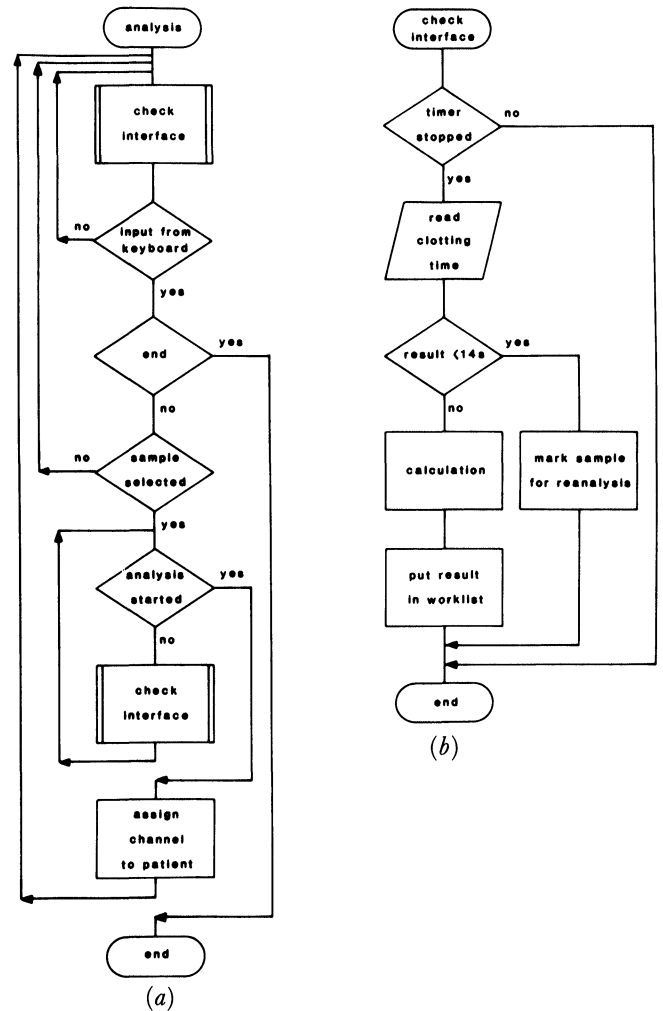 analysis
check
interface
no
input from
keyboard
yes
end
yes
no
no
sample
selected
yes
analysis
started
yes
no
check
interface
assign
channel
to patient
end
(a)
check
interface
timer
stopped
no
yes
read
clotting
time
result <14s
yes
no
calculation
mark sample
for reanalysis
put result
in worklist
end
(b)